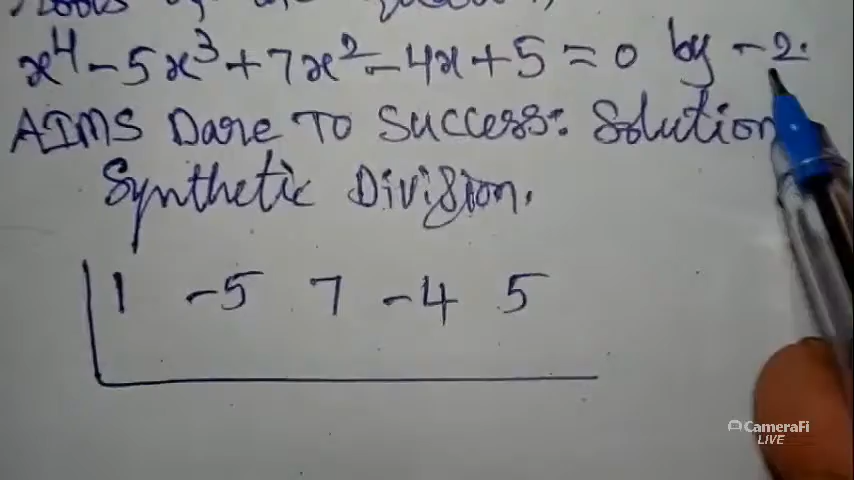 x⁴ - 5x³ + 7x² - 4x + 5 = 0 by -2.
AIMS Dare To Success: Solution
Synthetic Division.
1 -5 7 -4 5
CameraFi
LIVE